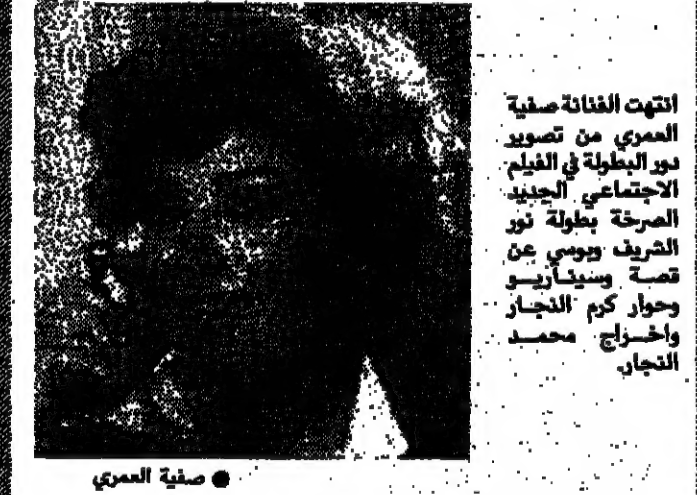 انتهت الفنانة صفية
العمري من تصوير
دور البطولة في الفيلم
الاجتماعي الجديد
الصرخة بطولة نور
الشريف وبوسي عن
قصة وسيناريو
وحوار كرم النجار
واخراج محمد
النجار.
● صفية العمري